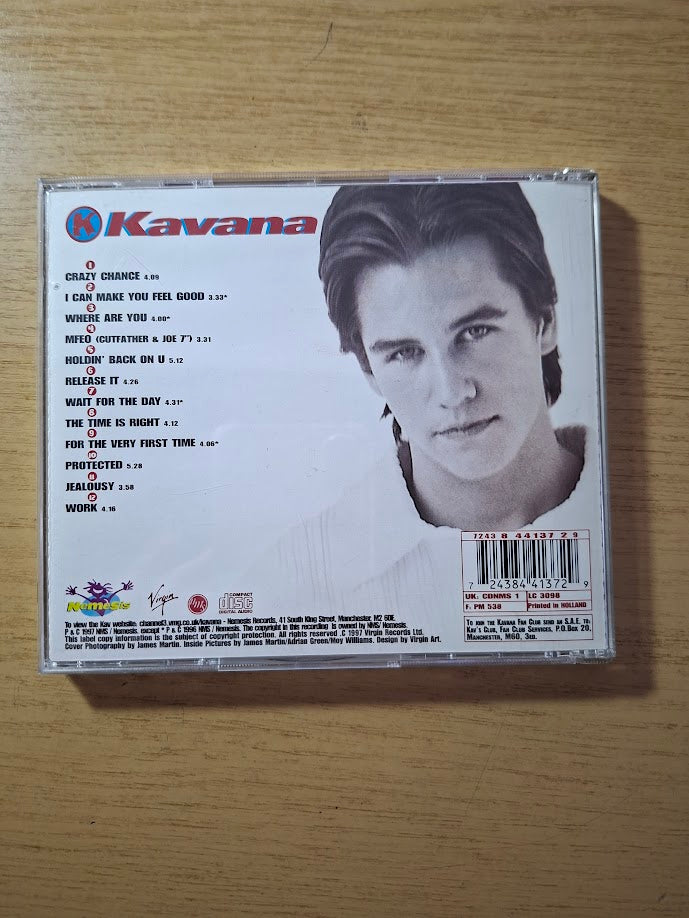 K Kavana
1
CRAZY CHANCE 4.09
2
I CAN MAKE YOU FEEL GOOD 3.33*
3
WHERE ARE YOU 4.00*
4
MFEO (CUTFATHER & JOE 7") 3.31
5
HOLDIN' BACK ON U 5.12
6
RELEASE IT 4.26
7
WAIT FOR THE DAY 4.31*
8
THE TIME IS RIGHT 4.12
9
FOR THE VERY FIRST TIME 4.06*
10
PROTECTED 5.28
11
JEALOUSY 3.58
12
WORK 4.16
7243 8 44137 2 9
7 24384 41372 9
UK: CDNMS 1 LC 3098
F: PM 538 Printed in HOLLAND
Nemesis Virgin COMPACT disc DIGITAL AUDIO
To view the Kav website: channel3.vmg.co.uk/kavana - Nemesis Records, 41 South King Street, Manchester. M2 6DE.
P & C 1997 NMS / Nemesis. except * P & C 1996 NMS / Nemesis. The copyright in this recording is owned by NMS/ Nemesis.
This label copy information is the subject of copyright protection. All rights reserved .C 1997 Virgin Records Ltd.
Cover Photography by James Martin. Inside Pictures by James Martin/Adrian Green/Moy Williams. Design by Virgin Art.
TO JOIN THE KAVANA FAN CLUB SEND AN S.A.E. TO:
KAV'S CLUB, FAN CLUB SERVICES, P.O.BOX 20,
MANCHESTER, M60, 3ED.